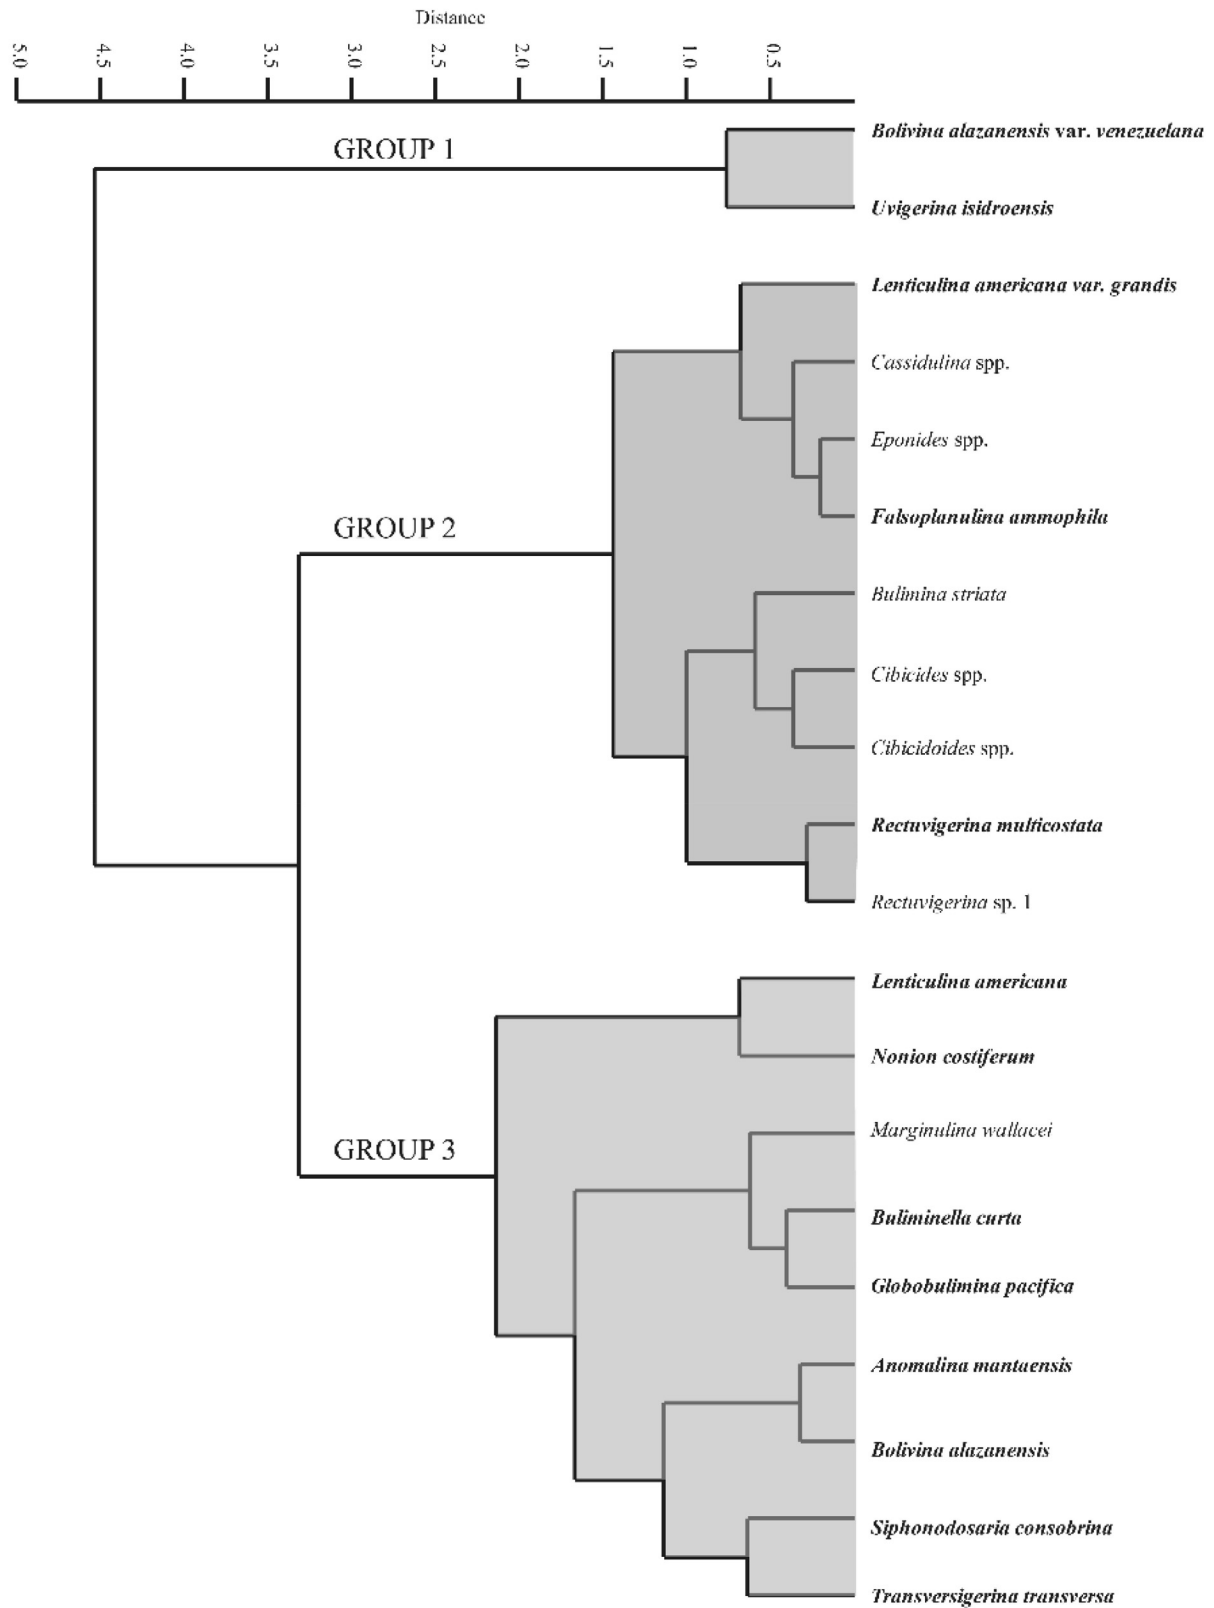 Distance
5.0 4.5 4.0 3.5 3.0 2.5 2.0 1.5 1.0 0.5
Bolivina alazanensis var. venezuelana
GROUP 1
Uvigerina isidroensis
Lenticulina americana var. grandis
Cassidulina spp.
Eponides spp.
Falsoplanulina ammophila
GROUP 2
Bulimina striata
Cibicides spp.
Cibicidoides spp.
Rectuvigerina multicostata
Rectuvigerina sp. 1
Lenticulina americana
Nonion costiferum
Marginulina wallacei
GROUP 3
Buliminella curta
Globobulimina pacifica
Anomalina mantaensis
Bolivina alazanensis
Siphonodosaria consobrina
Transversigerina transversa